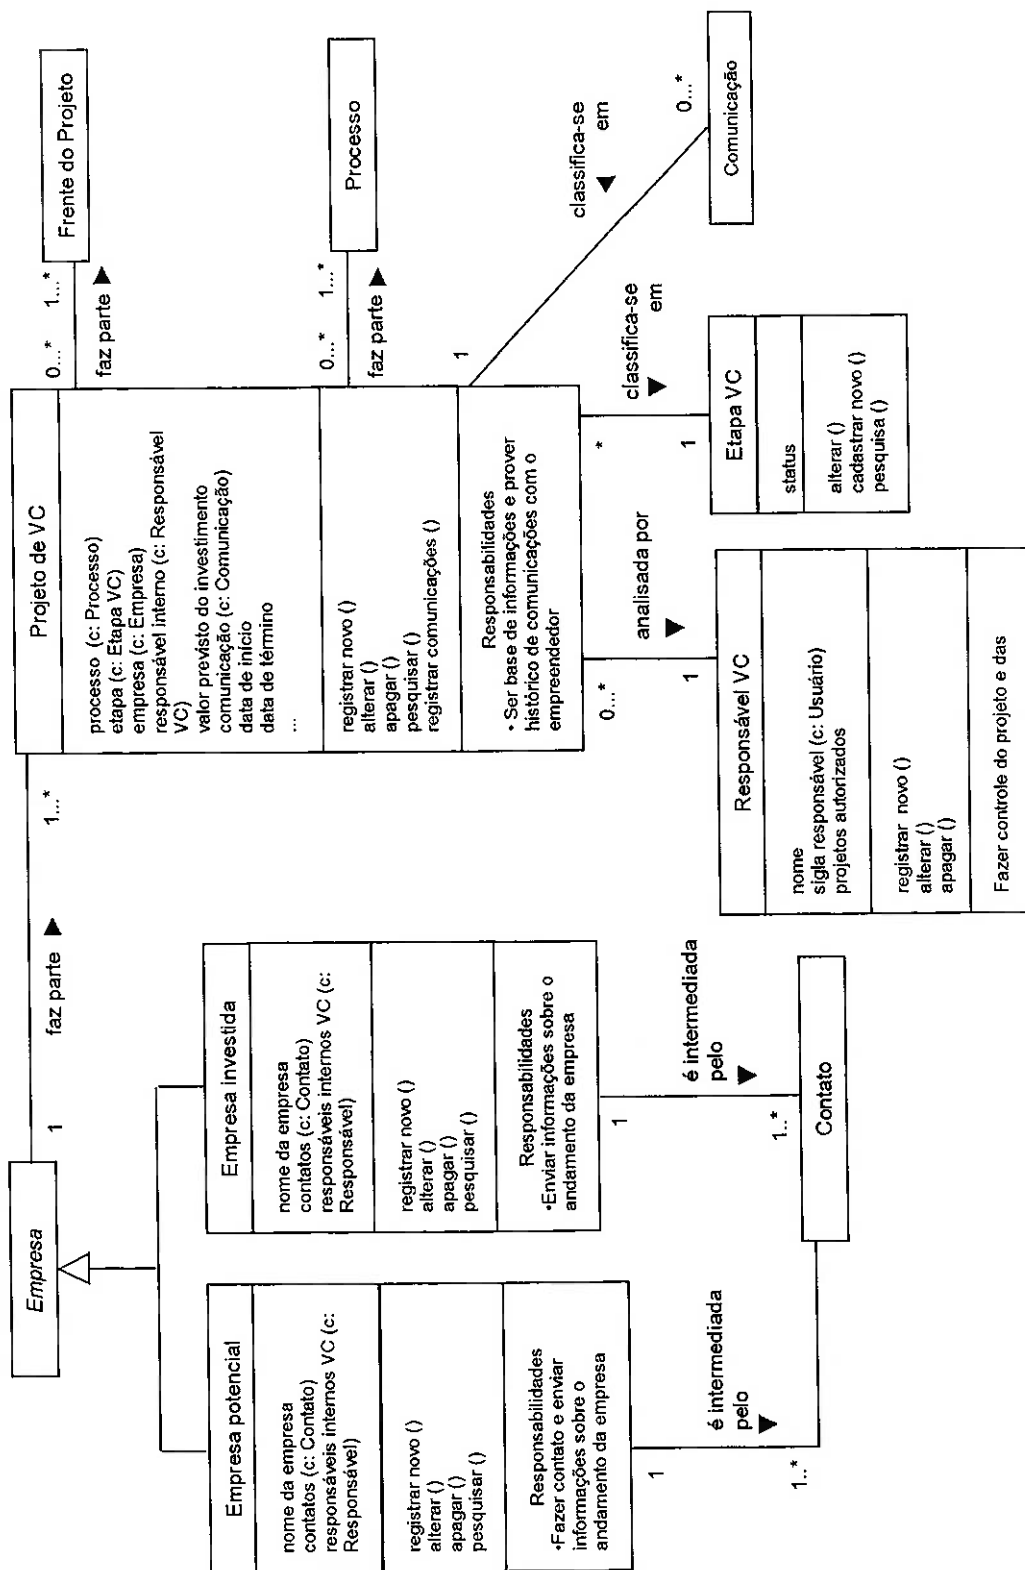 Empresa
1
faz parte ▶
1...*
Projeto de VC
processo (c: Processo)
etapa (c: Etapa VC)
empresa (c: Empresa)
responsável interno (c: Responsável
VC)
valor previsto do investimento
comunicação (c: Comunicação)
data de início
data de término
...
registrar novo ()
alterar ()
apagar ()
pesquisar ()
registrar comunicações ()
Responsabilidades
• Ser base de informações e prover
histórico de comunicações com o
empreendedor
0...*
1...*
faz parte ▶
Frente do Projeto
0...*
1...*
faz parte ▶
Processo
Empresa potencial
nome da empresa
contatos (c: Contato)
responsáveis internos VC (c:
Responsável)
registrar novo ()
alterar ()
apagar ()
pesquisar ()
Responsabilidades
•Fazer contato e enviar
informações sobre o
andamento da empresa
Empresa investida
nome da empresa
contatos (c: Contato)
responsáveis internos VC (c:
Responsável)
registrar novo ()
alterar ()
apagar ()
pesquisar ()
Responsabilidades
•Enviar informações sobre o
andamento da empresa
1
é intermediada
pelo
▼
1..*
1
é intermediada
pelo
▼
1..*
Contato
0...*
analisada por
▼
1
Responsável VC
nome
sigla responsável (c: Usuário)
projetos autorizados
registrar novo ()
alterar ()
apagar ()
Fazer controle do projeto e das
*
classifica-se
em
▼
1
Etapa VC
status
alterar ()
cadastrar novo ()
pesquisa ()
1
classifica-se
em
0...*
Comunicação